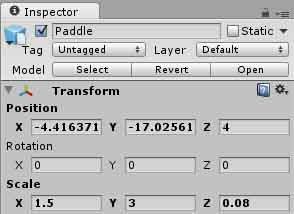 Inspector
Paddle Static
Tag Untagged Layer Default
Model Select Revert Open
Transform
Position
X -4.416371 Y -17.02561 Z 4
Rotation
X 0 Y 0 Z 0
Scale
X 1.5 Y 3 Z 0.08